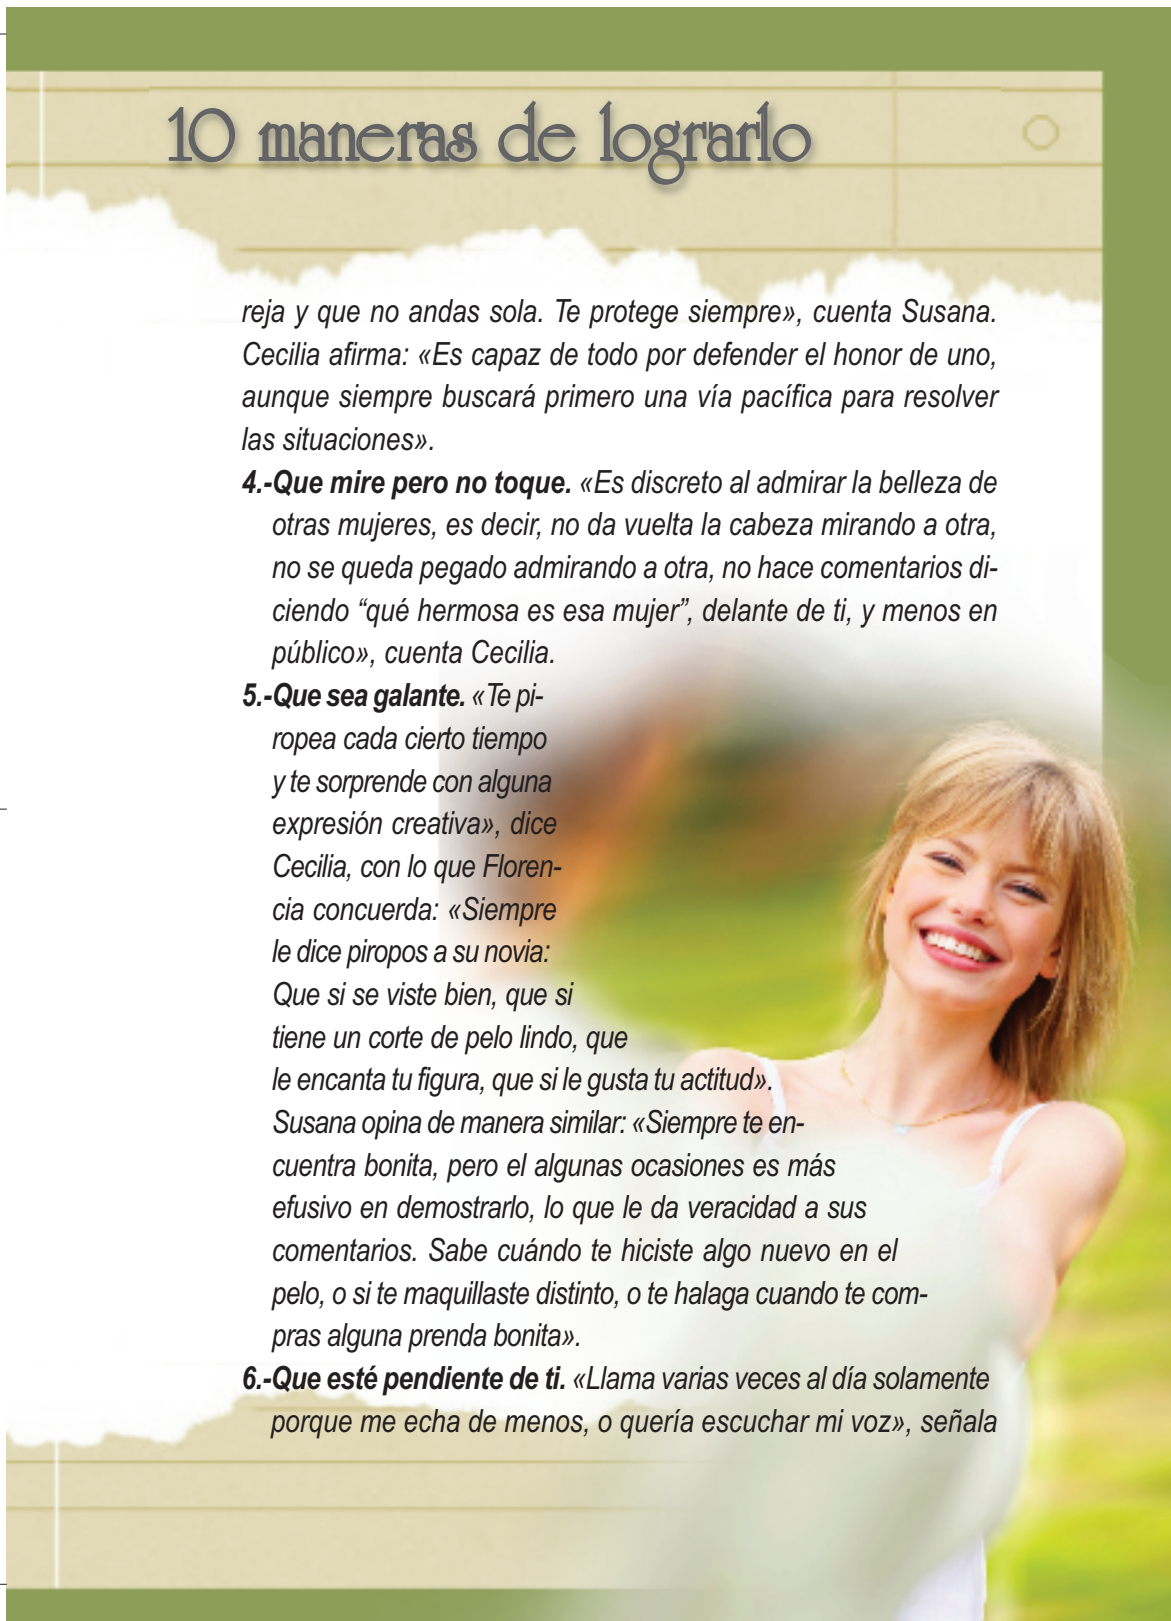 10 maneras de lograrlo
reja y que no andas sola. Te protege siempre», cuenta Susana.
Cecilia afirma: «Es capaz de todo por defender el honor de uno,
aunque siempre buscará primero una vía pacífica para resolver
las situaciones».
4.-Que mire pero no toque. «Es discreto al admirar la belleza de
otras mujeres, es decir, no da vuelta la cabeza mirando a otra,
no se queda pegado admirando a otra, no hace comentarios di-
ciendo “qué hermosa es esa mujer”, delante de ti, y menos en
público», cuenta Cecilia.
5.-Que sea galante. «Te pi-
ropea cada cierto tiempo
y te sorprende con alguna
expresión creativa», dice
Cecilia, con lo que Floren-
cia concuerda: «Siempre
le dice piropos a su novia:
Que si se viste bien, que si
tiene un corte de pelo lindo, que
le encanta tu figura, que si le gusta tu actitud».
Susana opina de manera similar: «Siempre te en-
cuentra bonita, pero el algunas ocasiones es más
efusivo en demostrarlo, lo que le da veracidad a sus
comentarios. Sabe cuándo te hiciste algo nuevo en el
pelo, o si te maquillaste distinto, o te halaga cuando te com-
pras alguna prenda bonita».
6.-Que esté pendiente de ti. «Llama varias veces al día solamente
porque me echa de menos, o quería escuchar mi voz», señala